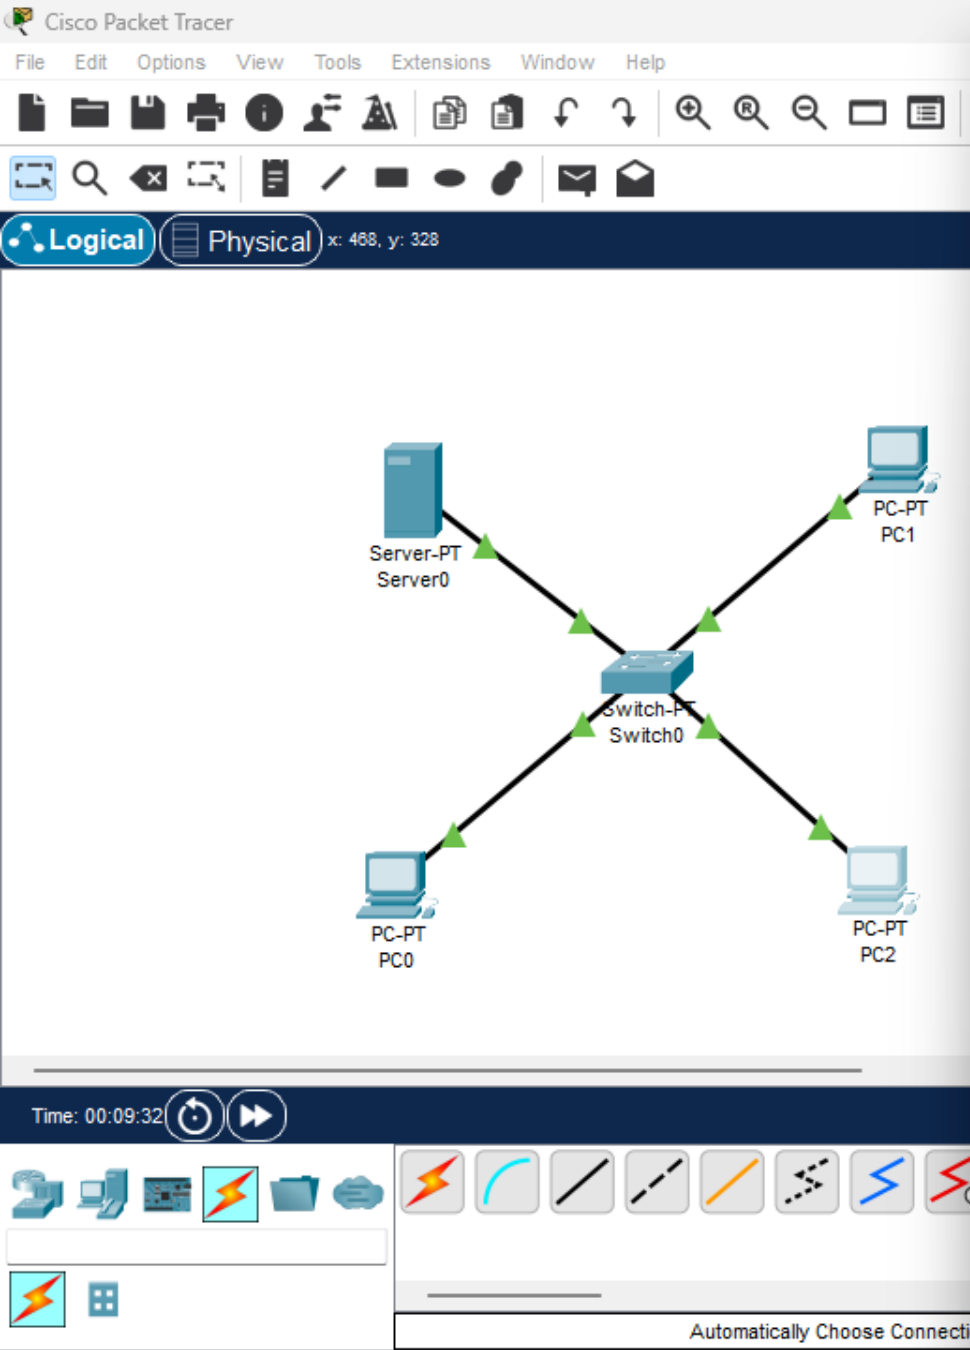 Cisco Packet Tracer
File Edit Options View Tools Extensions Window Help
Logical Physical x: 468, y: 328
PC-PT
PC1
Server-PT
Server0
Switch-PT
Switch0
PC-PT
PC0
PC-PT
PC2
Time: 00:09:32
Automatically Choose Connecti